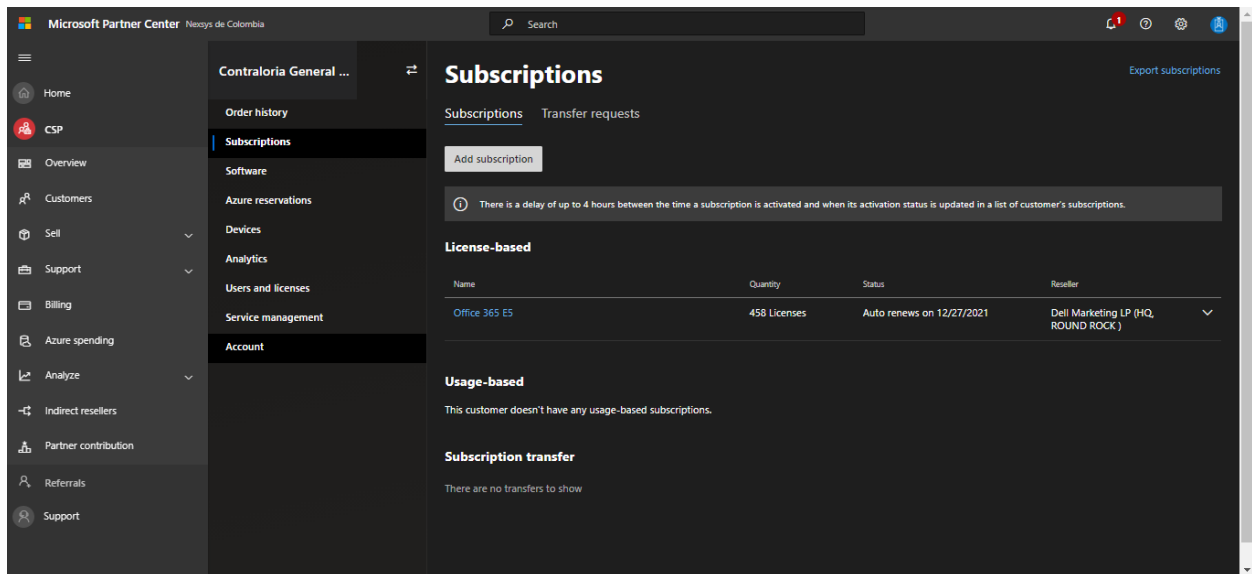 Microsoft Partner Center Nexsys de Colombia
Search
1
Home
CSP
Overview
Customers
Sell
Support
Billing
Azure spending
Analyze
Indirect resellers
Partner contribution
Referrals
Support
Contraloria General ...
Order history
Subscriptions
Software
Azure reservations
Devices
Analytics
Users and licenses
Service management
Account
Subscriptions
Export subscriptions
Subscriptions Transfer requests
Add subscription
There is a delay of up to 4 hours between the time a subscription is activated and when its activation status is updated in a list of customer's subscriptions.
License-based
Name Quantity Status Reseller
Office 365 E5 458 Licenses Auto renews on 12/27/2021 Dell Marketing LP (HQ,
ROUND ROCK )
Usage-based
This customer doesn't have any usage-based subscriptions.
Subscription transfer
There are no transfers to show